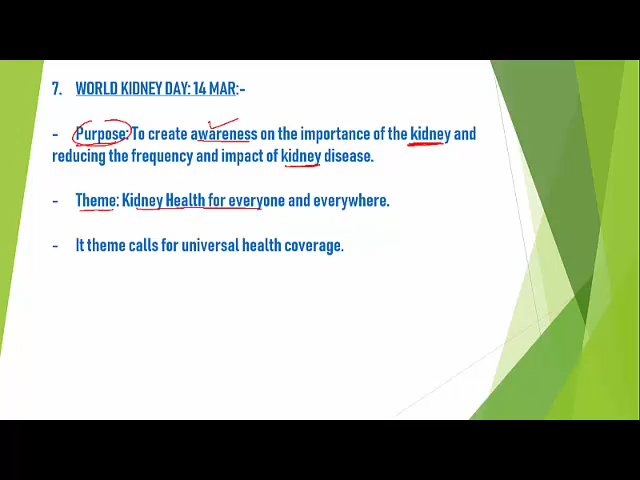 7. WORLD KIDNEY DAY: 14 MAR:-
- Purpose: To create awareness on the importance of the kidney and
reducing the frequency and impact of kidney disease.
- Theme: Kidney Health for everyone and everywhere.
- It theme calls for universal health coverage.